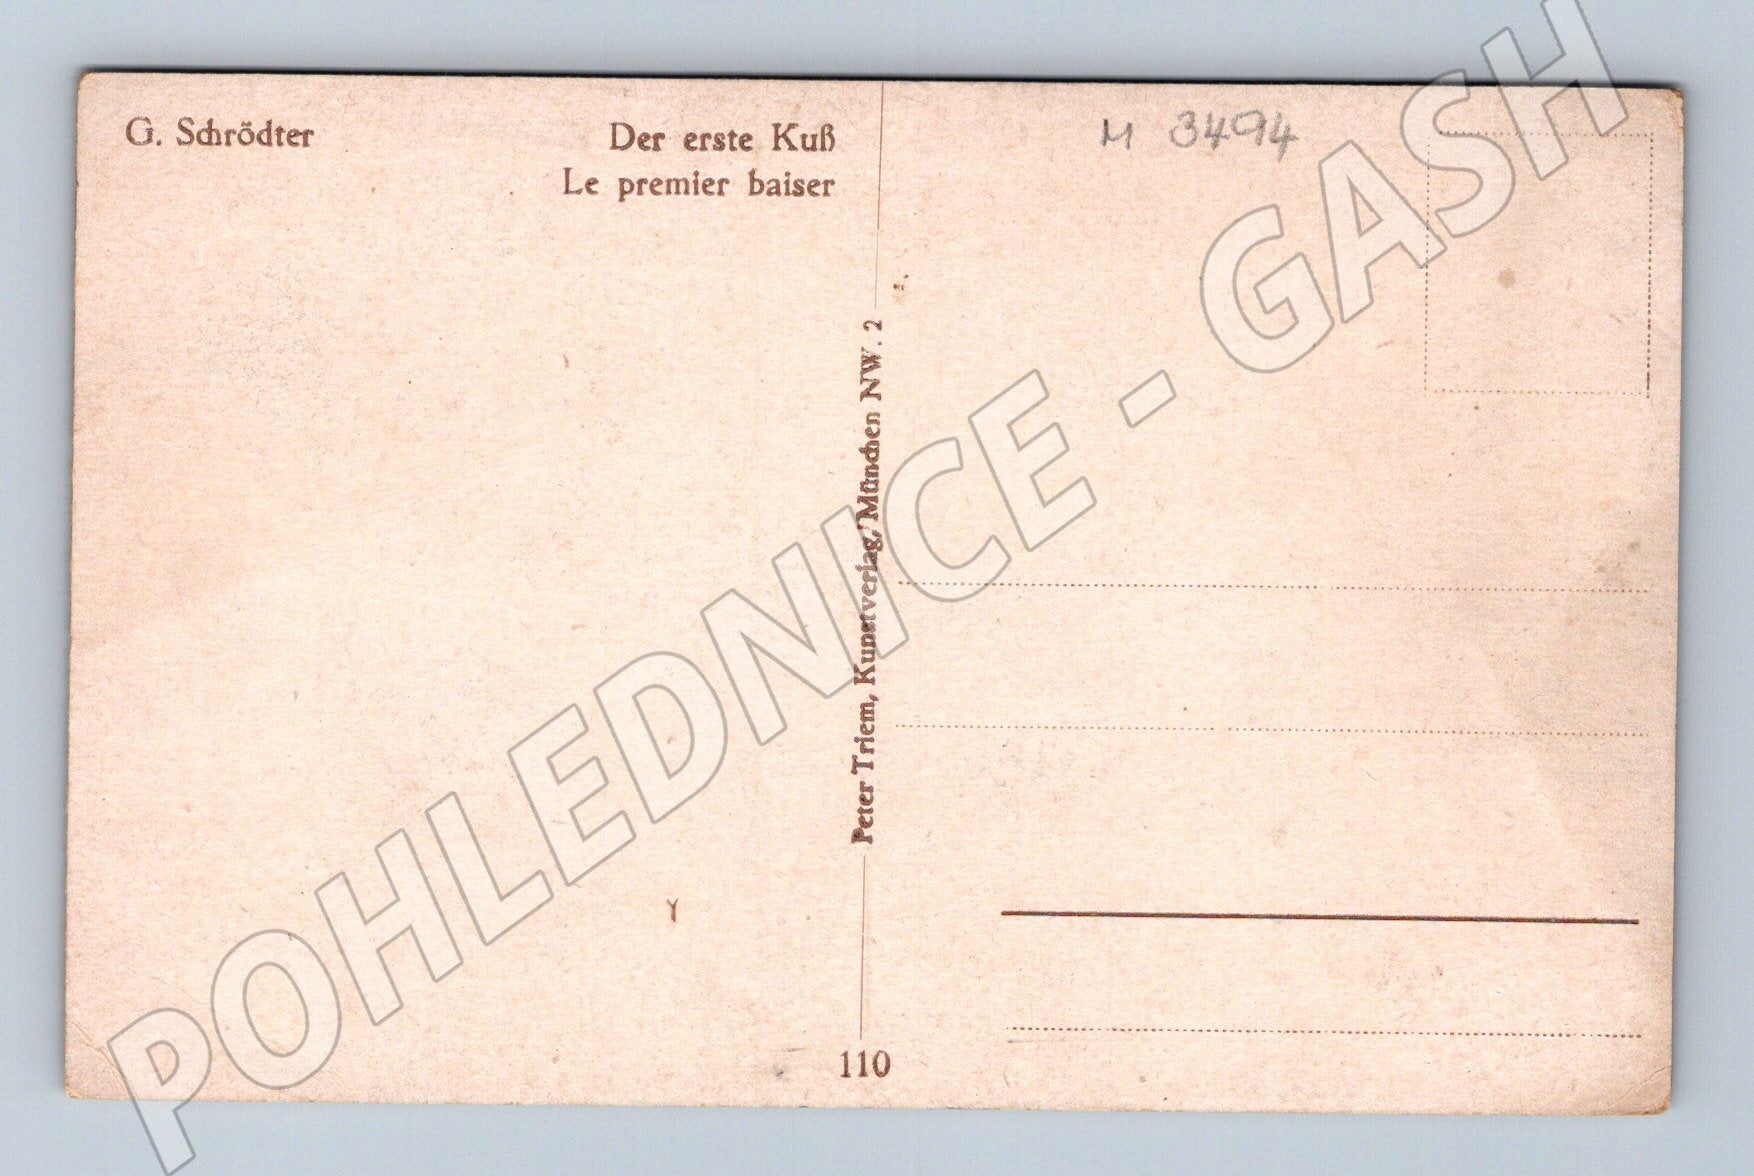 G. Schrödter
Der erste Kuß
Le premier baiser
M 3494
Peter Triem, Kunstverlag, München NW. 2
110
POHLEDNICE - GASH